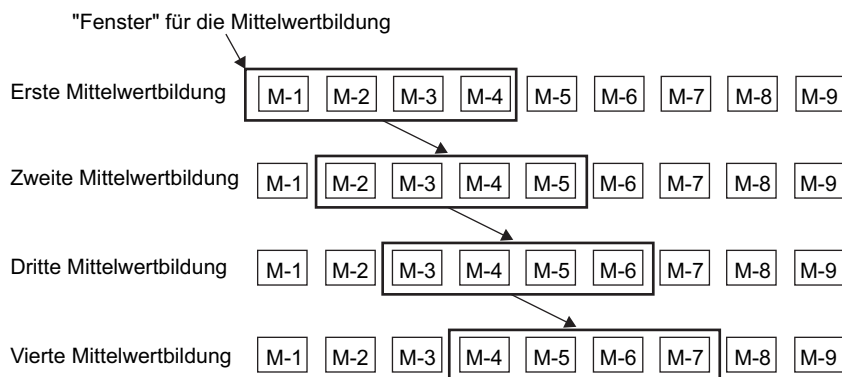 "Fenster" für die Mittelwertbildung
Erste Mittelwertbildung M-1 M-2 M-3 M-4 M-5 M-6 M-7 M-8 M-9
Zweite Mittelwertbildung M-1 M-2 M-3 M-4 M-5 M-6 M-7 M-8 M-9
Dritte Mittelwertbildung M-1 M-2 M-3 M-4 M-5 M-6 M-7 M-8 M-9
Vierte Mittelwertbildung M-1 M-2 M-3 M-4 M-5 M-6 M-7 M-8 M-9